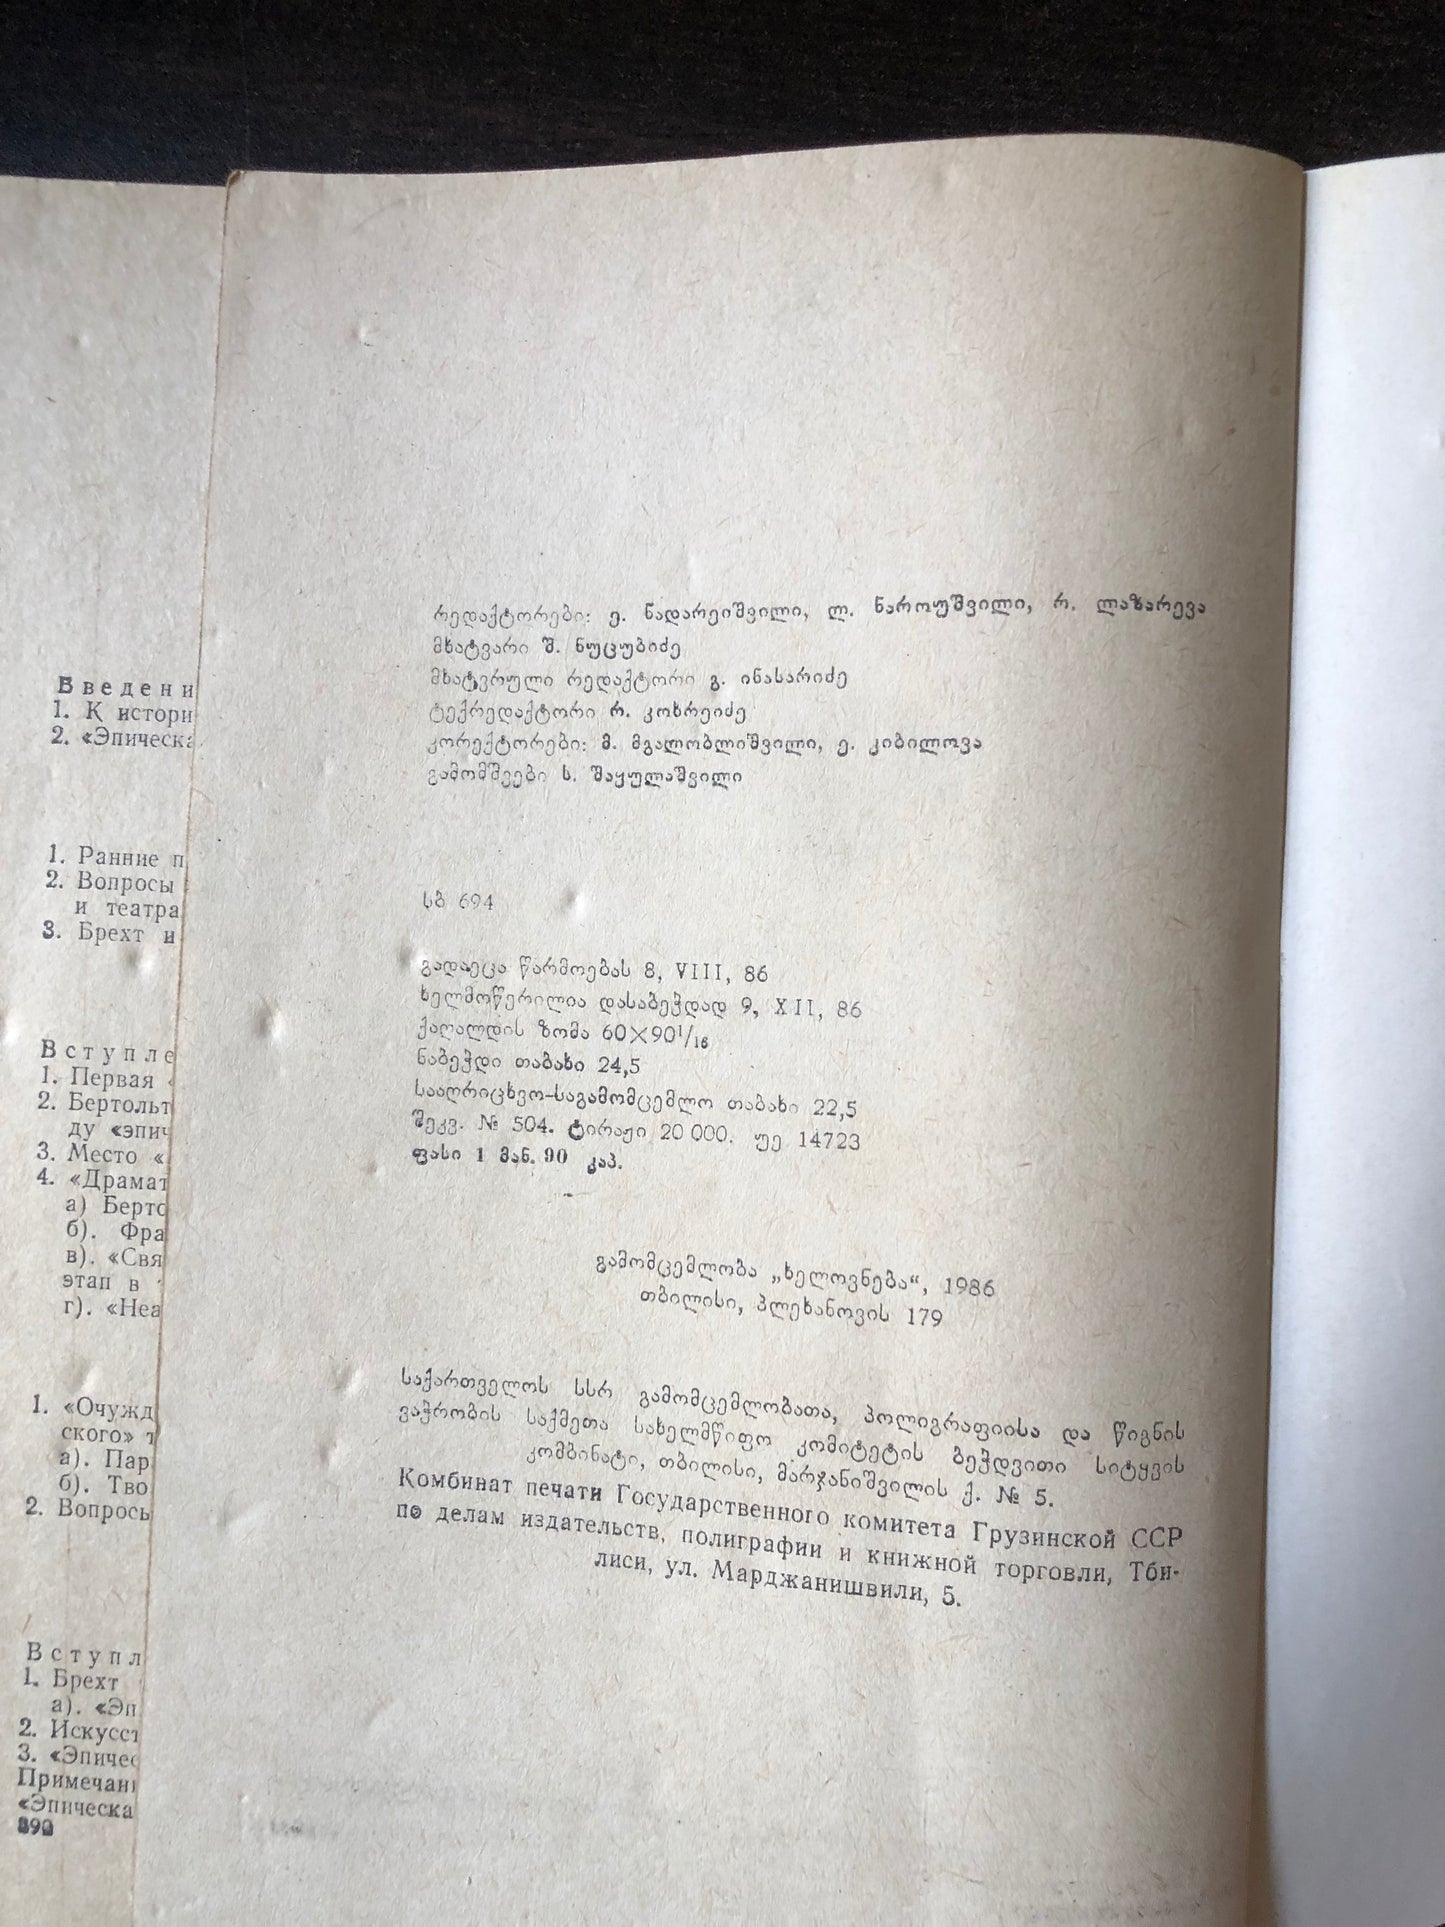 Введени
1. К истори
2. «Эпическа
1. Ранние п
2. Вопросы
и театра
3. Брехт и
Вступле
1. Первая
2. Бертольт
ду «эпич
3. Место «
4. «Драмат
а) Берто
б). Фра
в). «Свя
этап в
г). «Неа
1. «Очужд
ского» т
а). Пар
б). Тво
2. Вопросы
Вступл
1. Брехт
а). «Эп
2. Искусст
3. «Эпичес
Примечани
«Эпическа
390
რედაქტორები: ე. ნადარეიშვილი, ლ. ნაროუშვილი, რ. ლაზარევა
მხატვარი შ. ნუცუბიძე
მხატვრული რედაქტორი გ. ინასარიძე
ტექრედაქტორი რ. კოხრეიძე
კორექტორები: მ. მგალობლიშვილი, ე. კიბილოვა
გამომშვები ს. შაყულაშვილი
სბ 694
გადაეცა წარმოებას 8, VIII, 86
ხელმოწერილია დასაბეჭდად 9, XII, 86
ქაღალდის ზომა 60×90¹/₁₆
ნაბეჭდი თაბახი 24,5
სააღრიცხვო-საგამომცემლო თაბახი 22,5
შეკვ. № 504. ტირაჟი 20 000. უე 14723
ფასი 1 მან. 90 კაპ.
გამომცემლობა „ხელოვნება“, 1986
თბილისი, პლეხანოვის 179
საქართველოს სსრ გამომცემლობათა, პოლიგრაფიისა და წიგნის
ვაჭრობის საქმეთა სახელმწიფო კომიტეტის ბეჭდვითი სიტყვის
კომბინატი, თბილისი, მარჯანიშვილის ქ. № 5.
Комбинат печати Государственного комитета Грузинской ССР
по делам издательств, полиграфии и книжной торговли, Тби-
лиси, ул. Марджанишвили, 5.